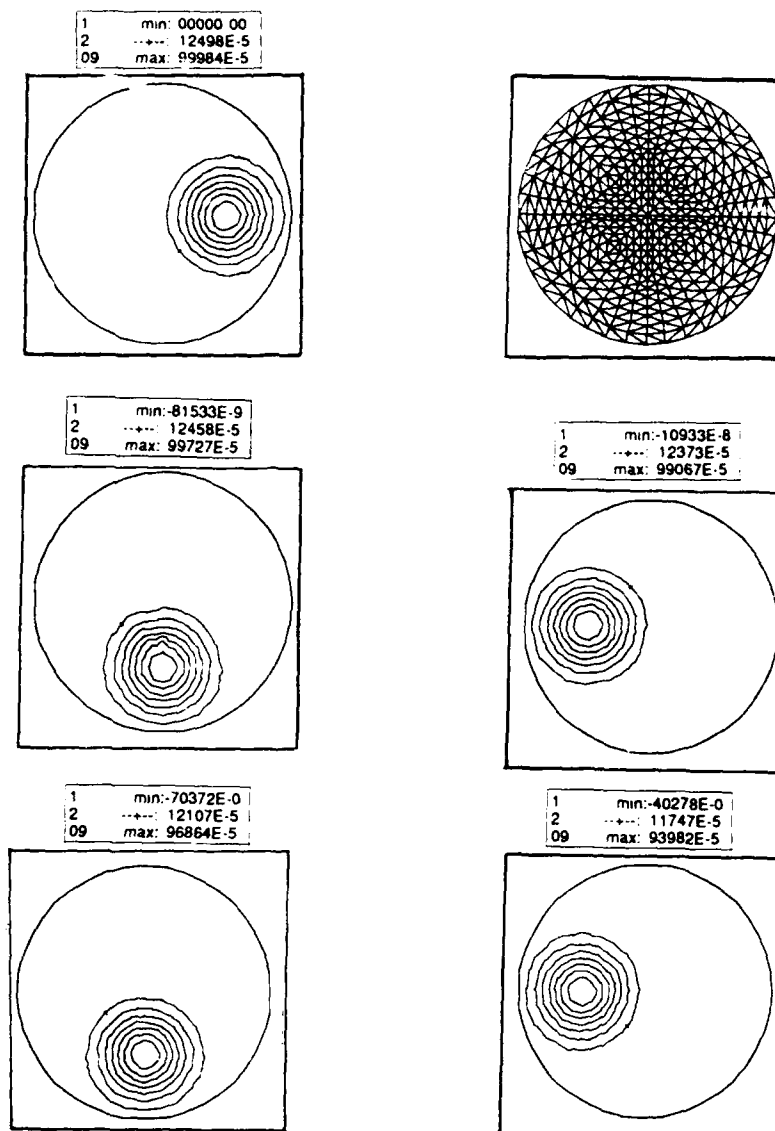 1 min: 00000 00
2 --+--: 12498E-5
09 max: 99984E-5
1 min:-81533E-9
2 --+--: 12458E-5
09 max: 99727E-5
1 min:-10933E-8
2 --+--: 12373E-5
09 max: 99067E-5
1 min:-70372E-0
2 --+--: 12107E-5
09 max: 96864E-5
1 min:-40278E-0
2 --+--: 11747E-5
09 max: 93982E-5